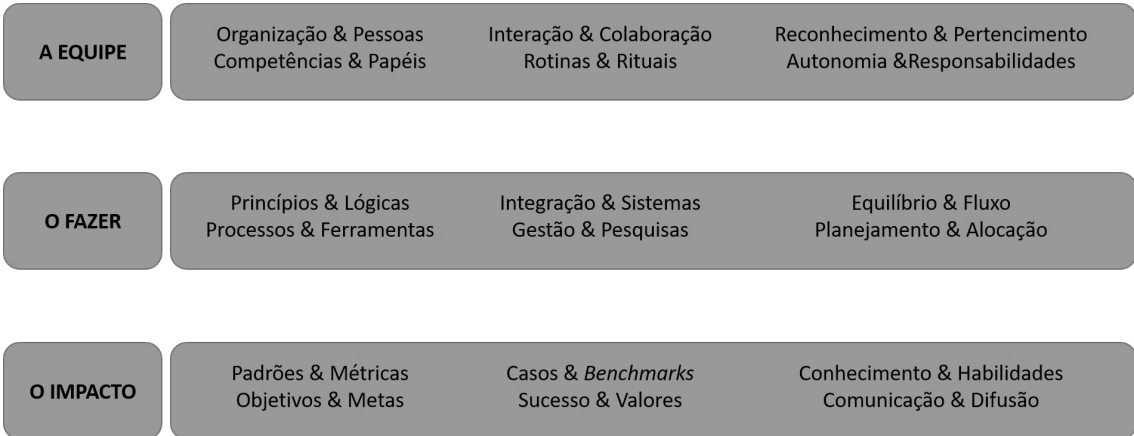 A EQUIPE
Organização & Pessoas
Competências & Papéis
Interação & Colaboração
Rotinas & Rituais
Reconhecimento & Pertencimento
Autonomia &Responsabilidades
O FAZER
Princípios & Lógicas
Processos & Ferramentas
Integração & Sistemas
Gestão & Pesquisas
Equilíbrio & Fluxo
Planejamento & Alocação
O IMPACTO
Padrões & Métricas
Objetivos & Metas
Casos & Benchmarks
Sucesso & Valores
Conhecimento & Habilidades
Comunicação & Difusão